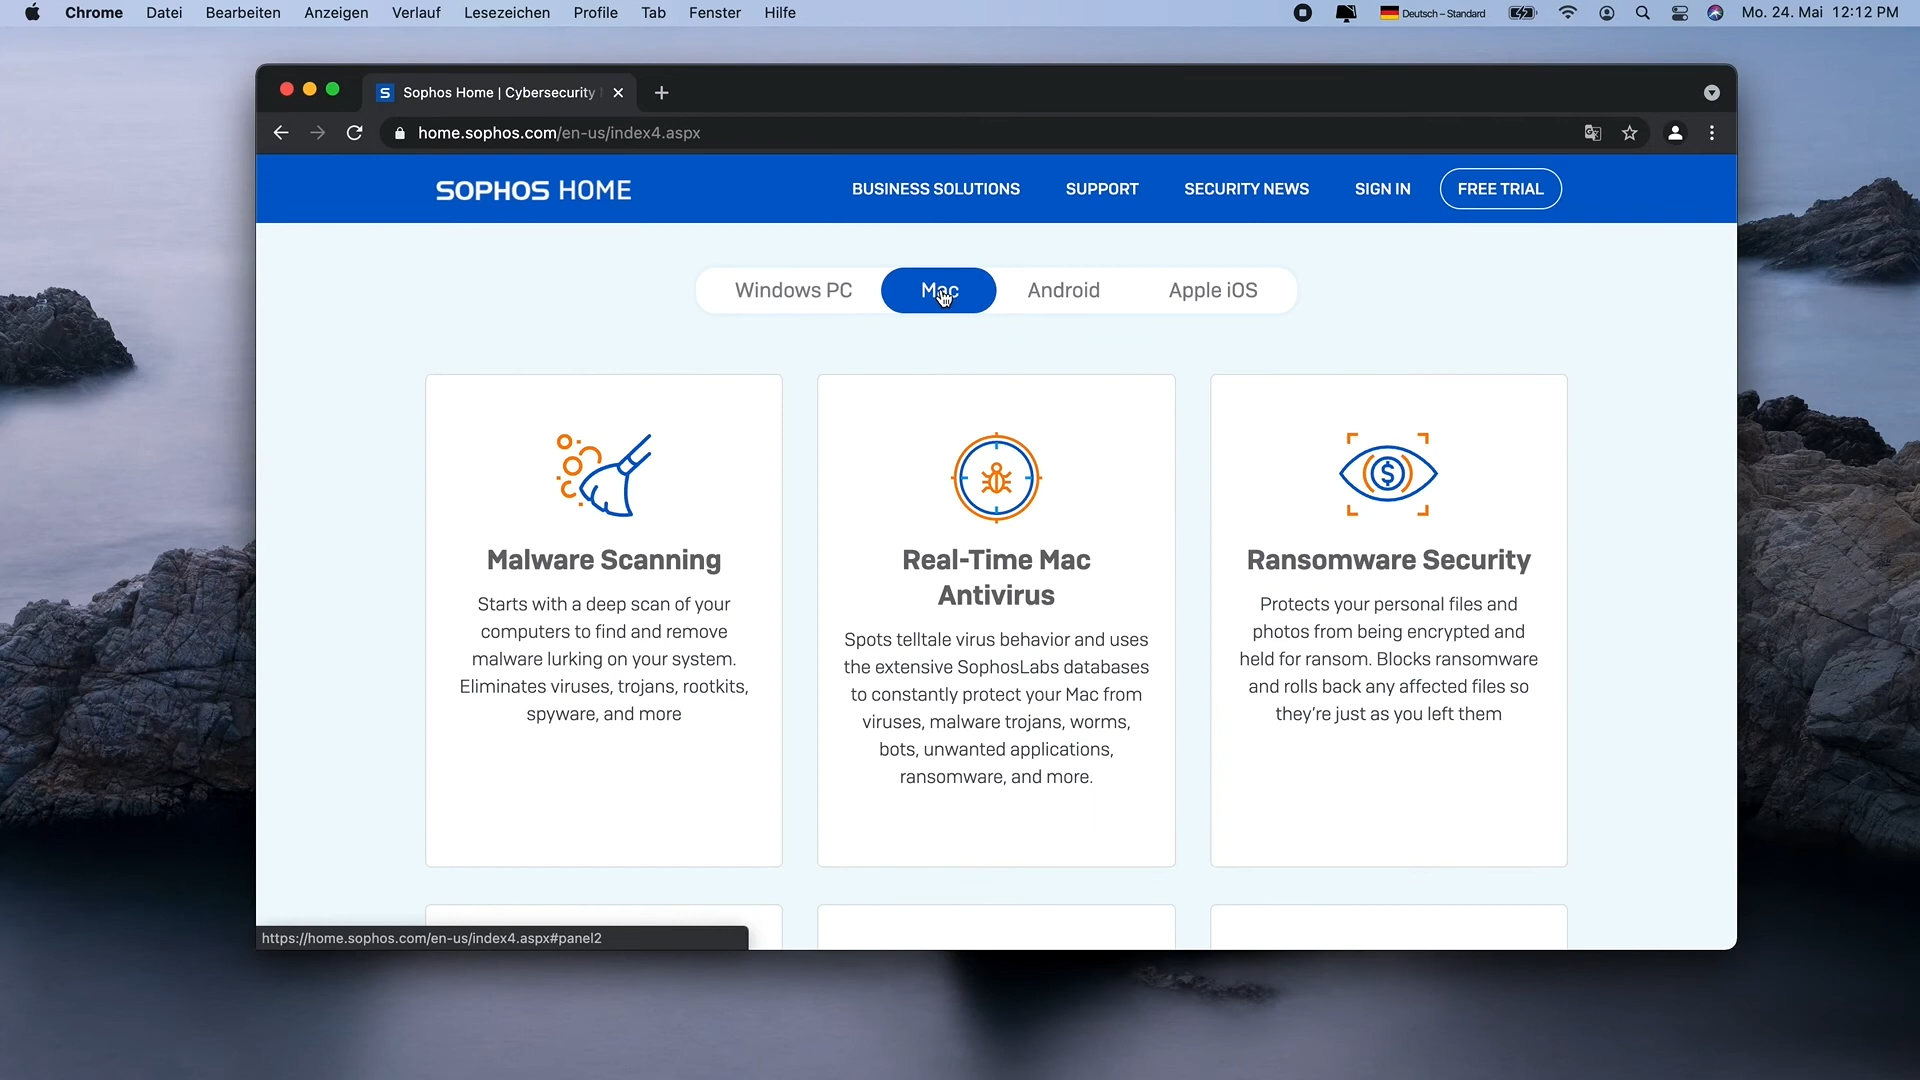 Chrome Datei Bearbeiten Anzeigen Verlauf Lesezeichen Profile Tab Fenster Hilfe Deutsch – Standard Mo. 24. Mai 12:12 PM
S Sophos Home | Cybersecurity
home.sophos.com/en-us/index4.aspx
SOPHOS HOME BUSINESS SOLUTIONS SUPPORT SECURITY NEWS SIGN IN FREE TRIAL
Windows PC Mac Android Apple iOS
Malware Scanning
Starts with a deep scan of your
computers to find and remove
malware lurking on your system.
Eliminates viruses, trojans, rootkits,
spyware, and more
Real-Time Mac
Antivirus
Spots telltale virus behavior and uses
the extensive SophosLabs databases
to constantly protect your Mac from
viruses, malware trojans, worms,
bots, unwanted applications,
ransomware, and more.
$
Ransomware Security
Protects your personal files and
photos from being encrypted and
held for ransom. Blocks ransomware
and rolls back any affected files so
they're just as you left them
https://home.sophos.com/en-us/index4.aspx#panel2